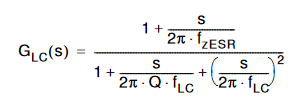 G_LC(s) = (1 + s / (2π · f_zESR)) / (1 + s / (2π · Q · f_LC) + (s / (2π · f_LC))^2)